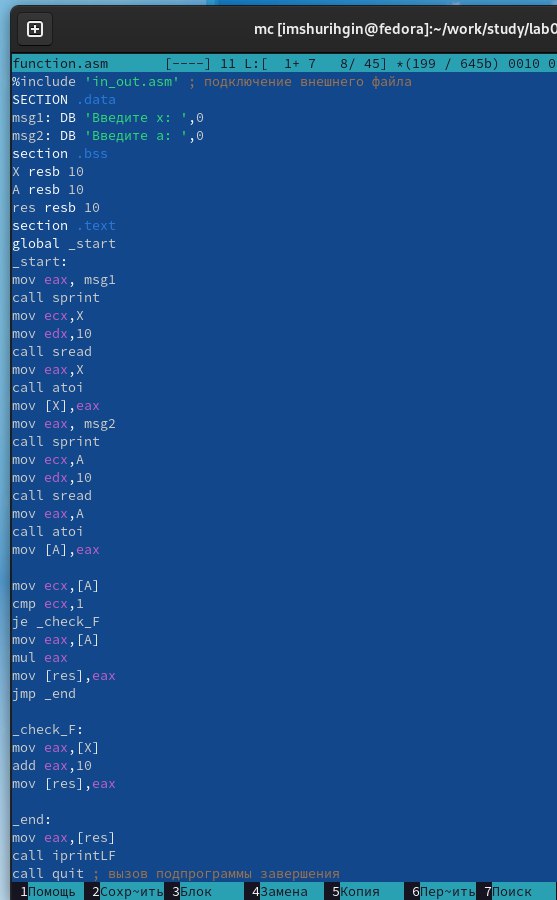 mc [imshurihgin@fedora]:~/work/study/lab0
function.asm [----] 11 L:[ 1+ 7 8/ 45] *(199 / 645b) 0010 0
%include 'in_out.asm' ; подключение внешнего файла
SECTION .data
msg1: DB 'Введите x: ',0
msg2: DB 'Введите a: ',0
section .bss
X resb 10
A resb 10
res resb 10
section .text
global _start
_start:
mov eax, msg1
call sprint
mov ecx,X
mov edx,10
call sread
mov eax,X
call atoi
mov [X],eax
mov eax, msg2
call sprint
mov ecx,A
mov edx,10
call sread
mov eax,A
call atoi
mov [A],eax
mov ecx,[A]
cmp ecx,1
je _check_F
mov eax,[A]
mul eax
mov [res],eax
jmp _end
_check_F:
mov eax,[X]
add eax,10
mov [res],eax
_end:
mov eax,[res]
call iprintLF
call quit ; вызов подпрограммы завершения
1Помощь 2Сохр~ить 3Блок 4Замена 5Копия 6Пер~ить 7Поиск